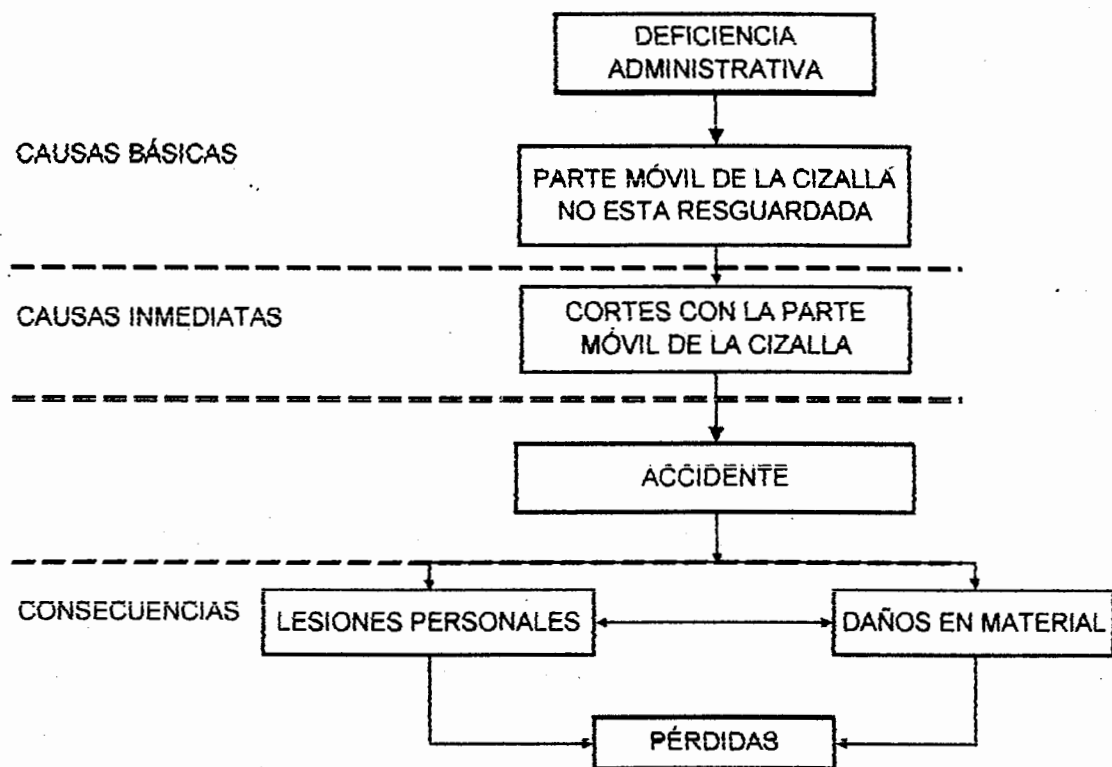 DEFICIENCIA
ADMINISTRATIVA
CAUSAS BÁSICAS
PARTE MÓVIL DE LA CIZALLA
NO ESTA RESGUARDADA
CAUSAS INMEDIATAS
CORTES CON LA PARTE
MÓVIL DE LA CIZALLA
ACCIDENTE
CONSECUENCIAS
LESIONES PERSONALES
DAÑOS EN MATERIAL
PÉRDIDAS